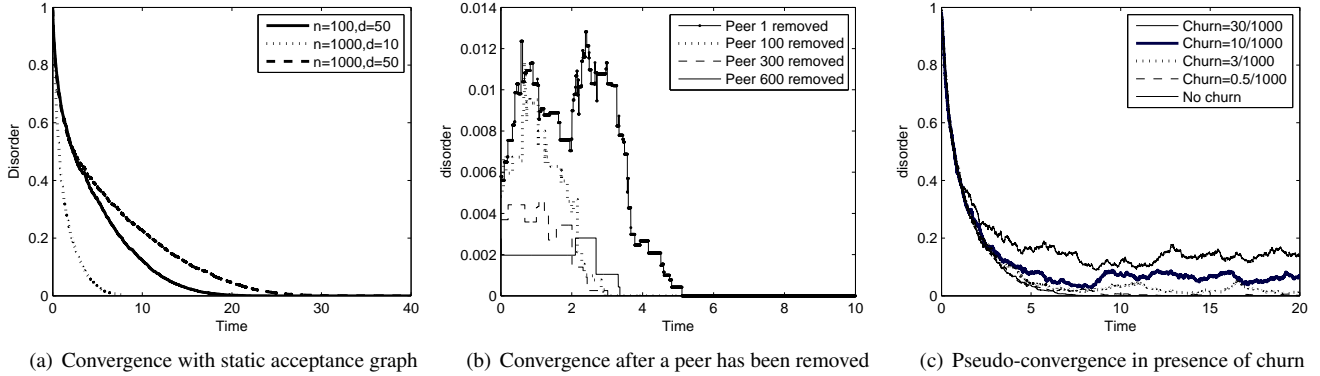 1
0.8
0.6
0.4
0.2
0
Disorder
0 10 20 30 40
Time
n=100,d=50
n=1000,d=10
n=1000,d=50
(a) Convergence with static acceptance graph
0.014
0.012
0.01
0.008
0.006
0.004
0.002
0
disorder
0 2 4 6 8 10
Time
Peer 1 removed
Peer 100 removed
Peer 300 removed
Peer 600 removed
(b) Convergence after a peer has been removed
1
0.8
0.6
0.4
0.2
0
disorder
0 5 10 15 20
Time
Churn=30/1000
Churn=10/1000
Churn=3/1000
Churn=0.5/1000
No churn
(c) Pseudo-convergence in presence of churn